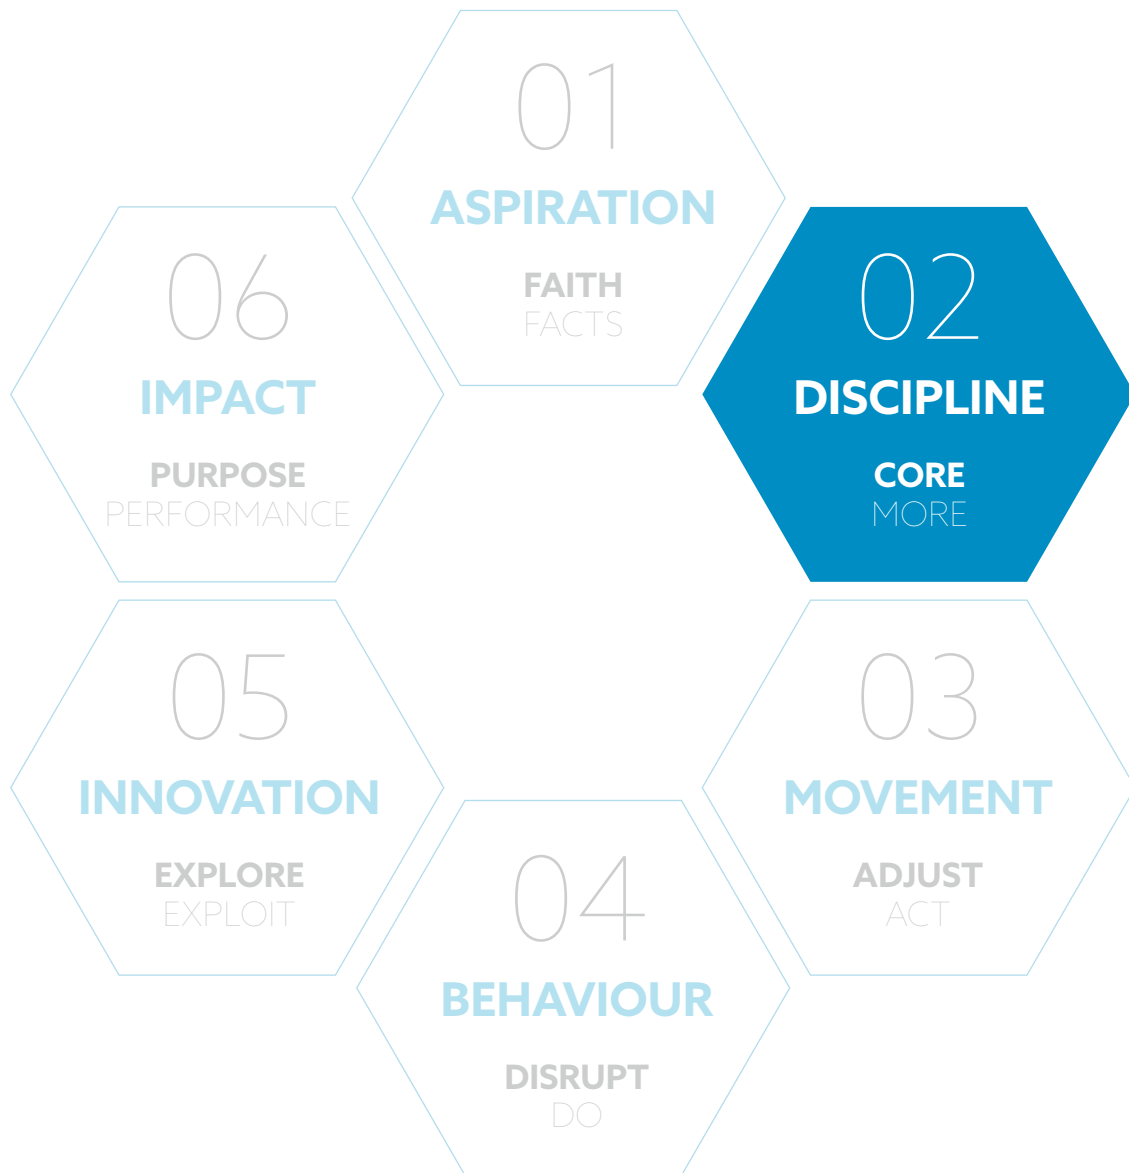 01
ASPIRATION
FAITH
FACTS
02
DISCIPLINE
CORE
MORE
03
MOVEMENT
ADJUST
ACT
04
BEHAVIOUR
DISRUPT
DO
05
INNOVATION
EXPLORE
EXPLOIT
06
IMPACT
PURPOSE
PERFORMANCE